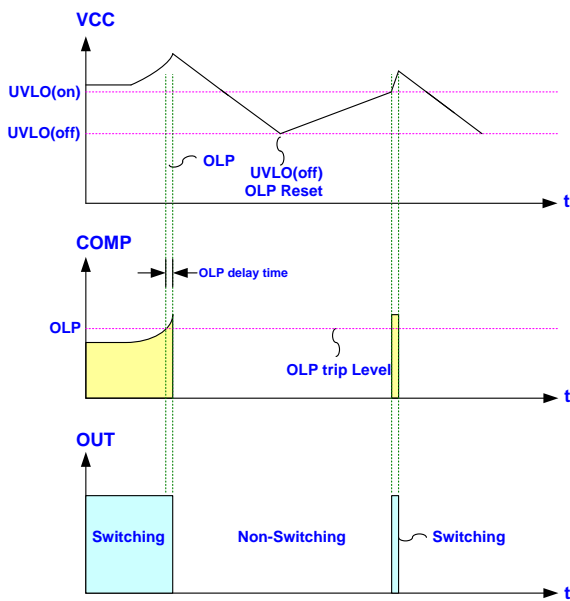 VCC
UVLO(on)
UVLO(off)
OLP
UVLO(off)
OLP Reset
t
COMP
OLP delay time
OLP
OLP trip Level
t
OUT
Switching
Non-Switching
Switching
t